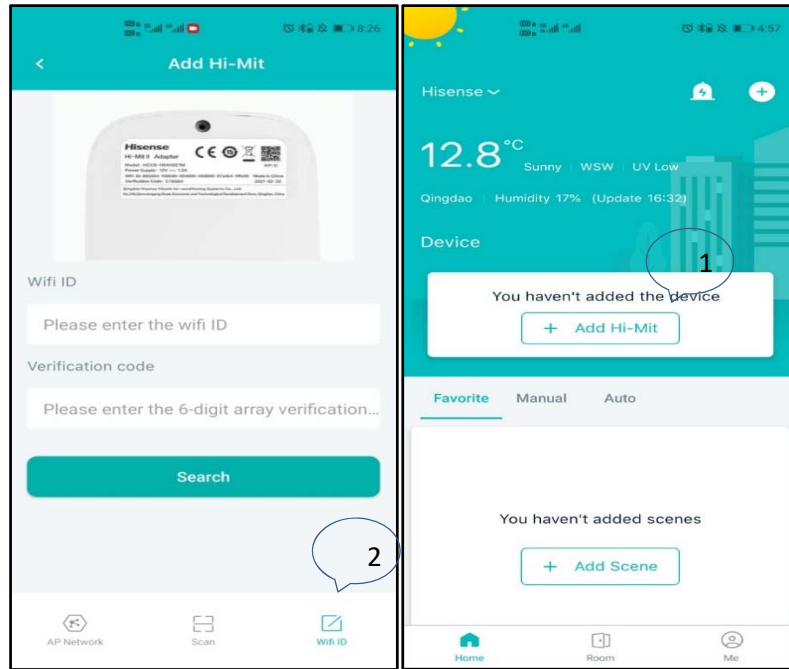 8:26
Add Hi-Mit
Hisense
Hi-Mit II Adapter
Wifi ID
Please enter the wifi ID
Verification code
Please enter the 6-digit array verification...
Search
2
AP Network
Scan
Wifi ID
4:57
Hisense
12.8°C
Sunny WSW UV Low
Qingdao Humidity 17% (Update 16:32)
Device
1
You haven't added the device
+ Add Hi-Mit
Favorite Manual Auto
You haven't added scenes
+ Add Scene
Home
Room
Me